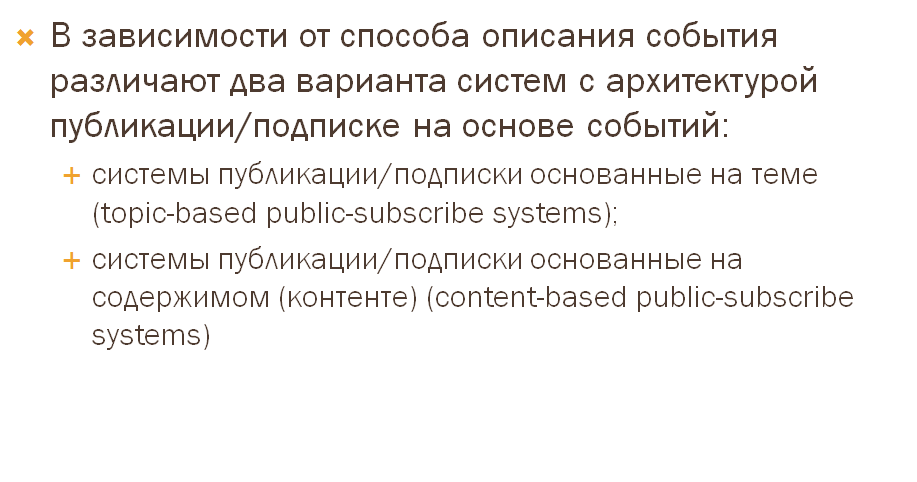 В зависимости от способа описания события
различают два варианта систем с архитектурой
публикации/подписке на основе событий:
системы публикации/подписки основанные на теме
(topic-based public-subscribe systems);
системы публикации/подписки основанные на
содержимом (контенте) (content-based public-subscribe
systems)